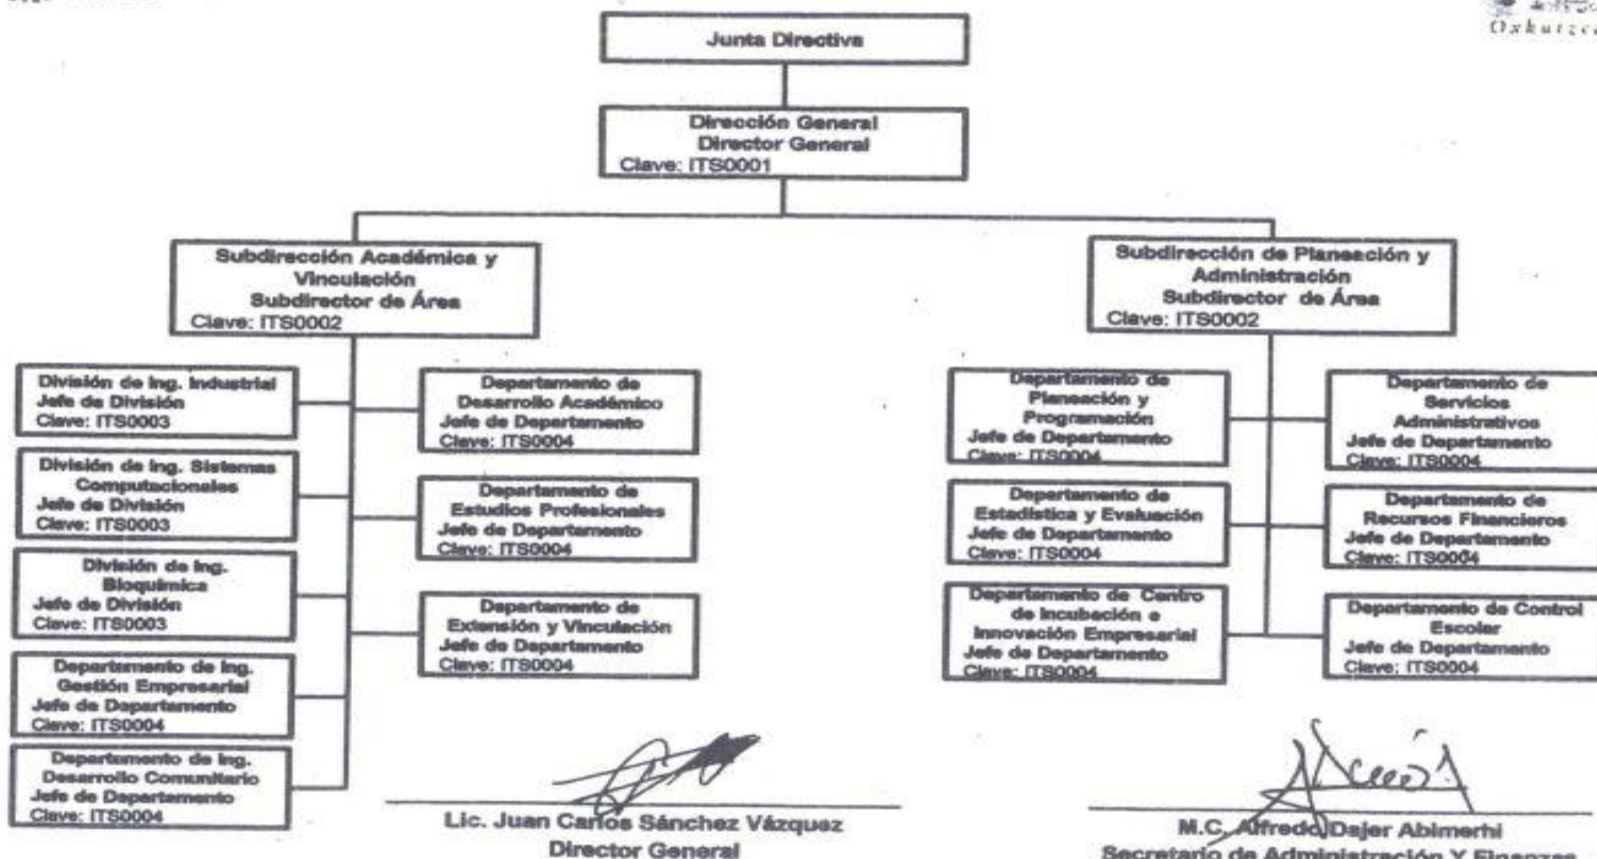 Oxkutzc
Junta Directiva
Dirección General
Director General
Clave: ITS0001
Subdirección Académica y
Vinculación
Subdirector de Área
Clave: ITS0002
Subdirección de Planeación y
Administración
Subdirector de Área
Clave: ITS0002
División de Ing. Industrial
Jefe de División
Clave: ITS0003
División de Ing. Sistemas
Computacionales
Jefe de División
Clave: ITS0003
División de Ing.
Bioquímica
Jefe de División
Clave: ITS0003
Departamento de Ing.
Gestión Empresarial
Jefe de Departamento
Clave: ITS0004
Departamento de Ing.
Desarrollo Comunitario
Jefe de Departamento
Clave: ITS0004
Departamento de
Desarrollo Académico
Jefe de Departamento
Clave: ITS0004
Departamento de
Estudios Profesionales
Jefe de Departamento
Clave: ITS0004
Departamento de
Extensión y Vinculación
Jefe de Departamento
Clave: ITS0004
Departamento de
Planeación y
Programación
Jefe de Departamento
Clave: ITS0004
Departamento de
Estadística y Evaluación
Jefe de Departamento
Clave: ITS0004
Departamento de Centro
de Incubación e
Innovación Empresarial
Jefe de Departamento
Clave: ITS0004
Departamento de
Servicios
Administrativos
Jefe de Departamento
Clave: ITS0004
Departamento de
Recursos Financieros
Jefe de Departamento
Clave: ITS0004
Departamento de Control
Escolar
Jefe de Departamento
Clave: ITS0004
Lic. Juan Carlos Sánchez Vázquez
Director General
M.C. Alfredo Dajer Abimerhi
Secretario de Administración Y Finanzas